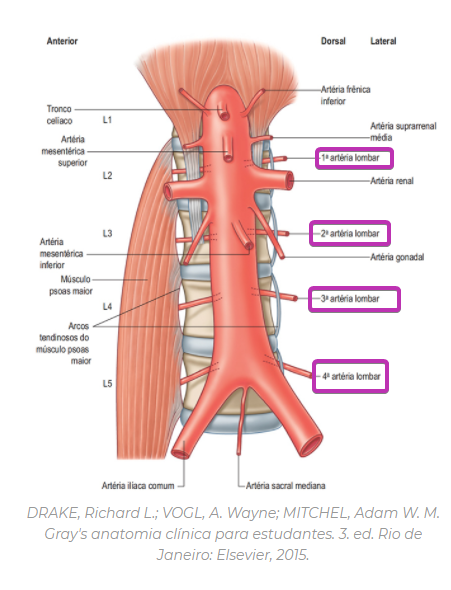 Anterior
Dorsal Lateral
Tronco
celíaco
L1
Artéria
mesentérica
superior
L2
L3
Artéria
mesentérica
inferior
Músculo
psoas maior
L4
Arcos
tendinosos do
músculo psoas
maior
L5
Artéria frênica
inferior
Artéria suprarrenal
média
1ª artéria lombar
Artéria renal
2ª artéria lombar
Artéria gonadal
3ª artéria lombar
4ª artéria lombar
Artéria ilíaca comum
Artéria sacral mediana
DRAKE, Richard L.; VOGL, A. Wayne; MITCHEL, Adam W. M.
Gray's anatomia clínica para estudantes. 3. ed. Rio de
Janeiro: Elsevier, 2015.